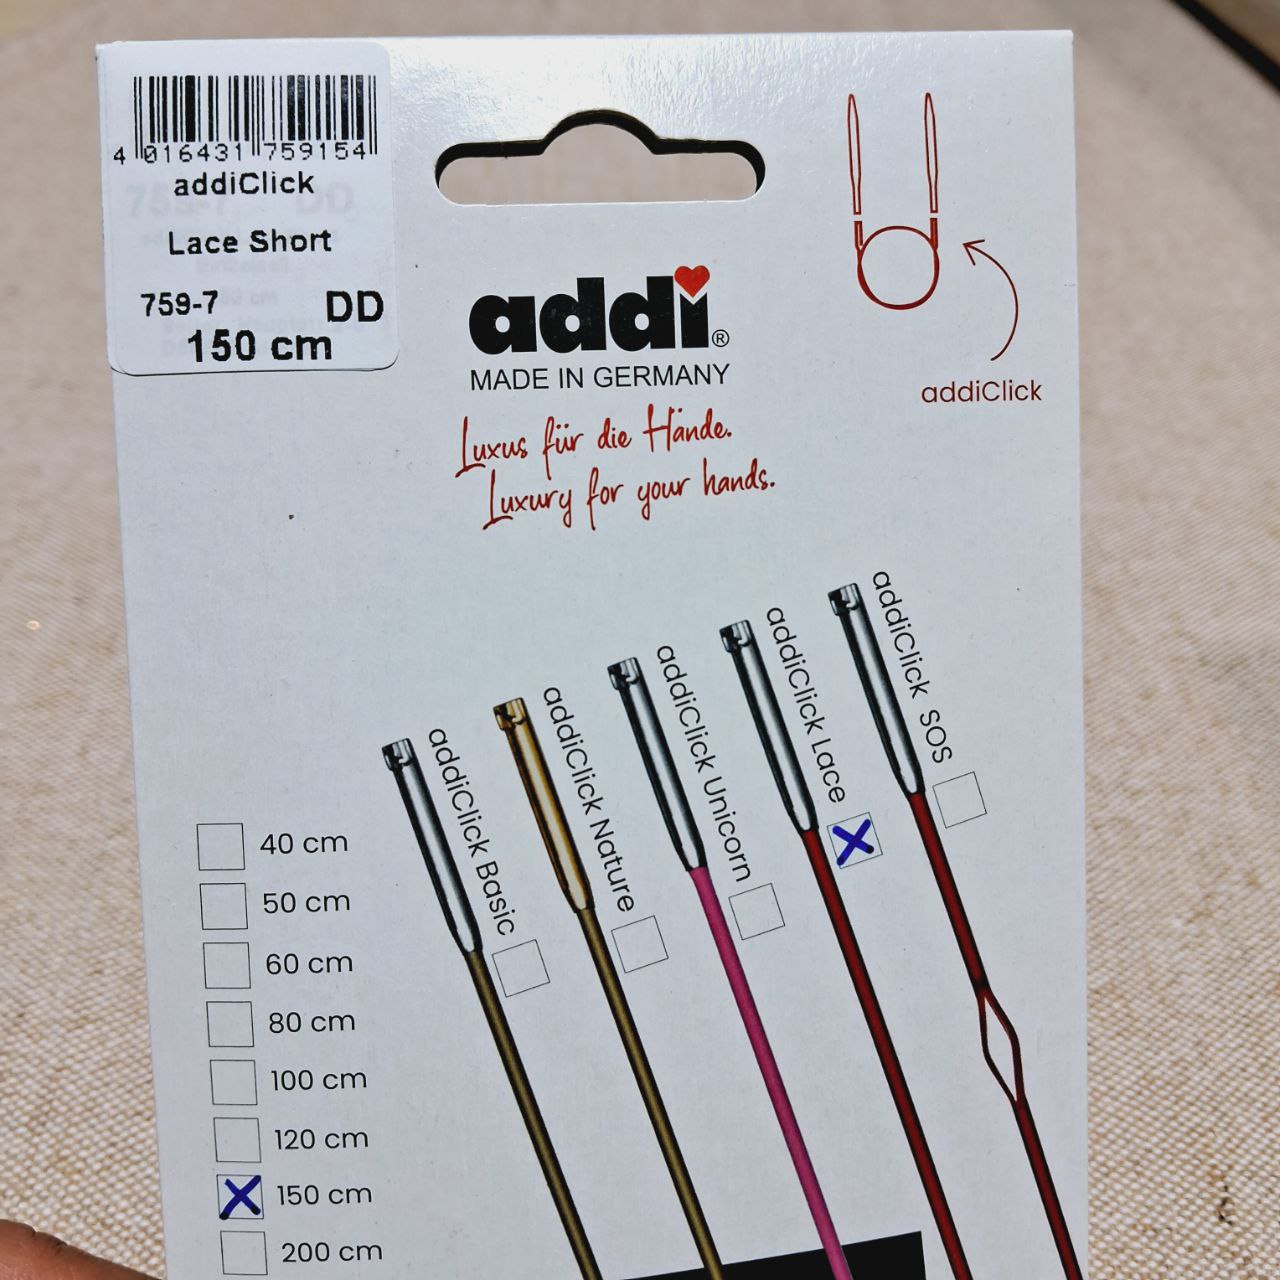 4 016431 759154
addiClick
Lace Short
759-7 DD
150 cm
addi®
MADE IN GERMANY
Luxus für die Hände.
Luxury for your hands.
addiClick
addiClick Basic
addiClick Nature
addiClick Unicorn
addiClick Lace
addiClick SOS
40 cm
50 cm
60 cm
80 cm
100 cm
120 cm
150 cm
200 cm